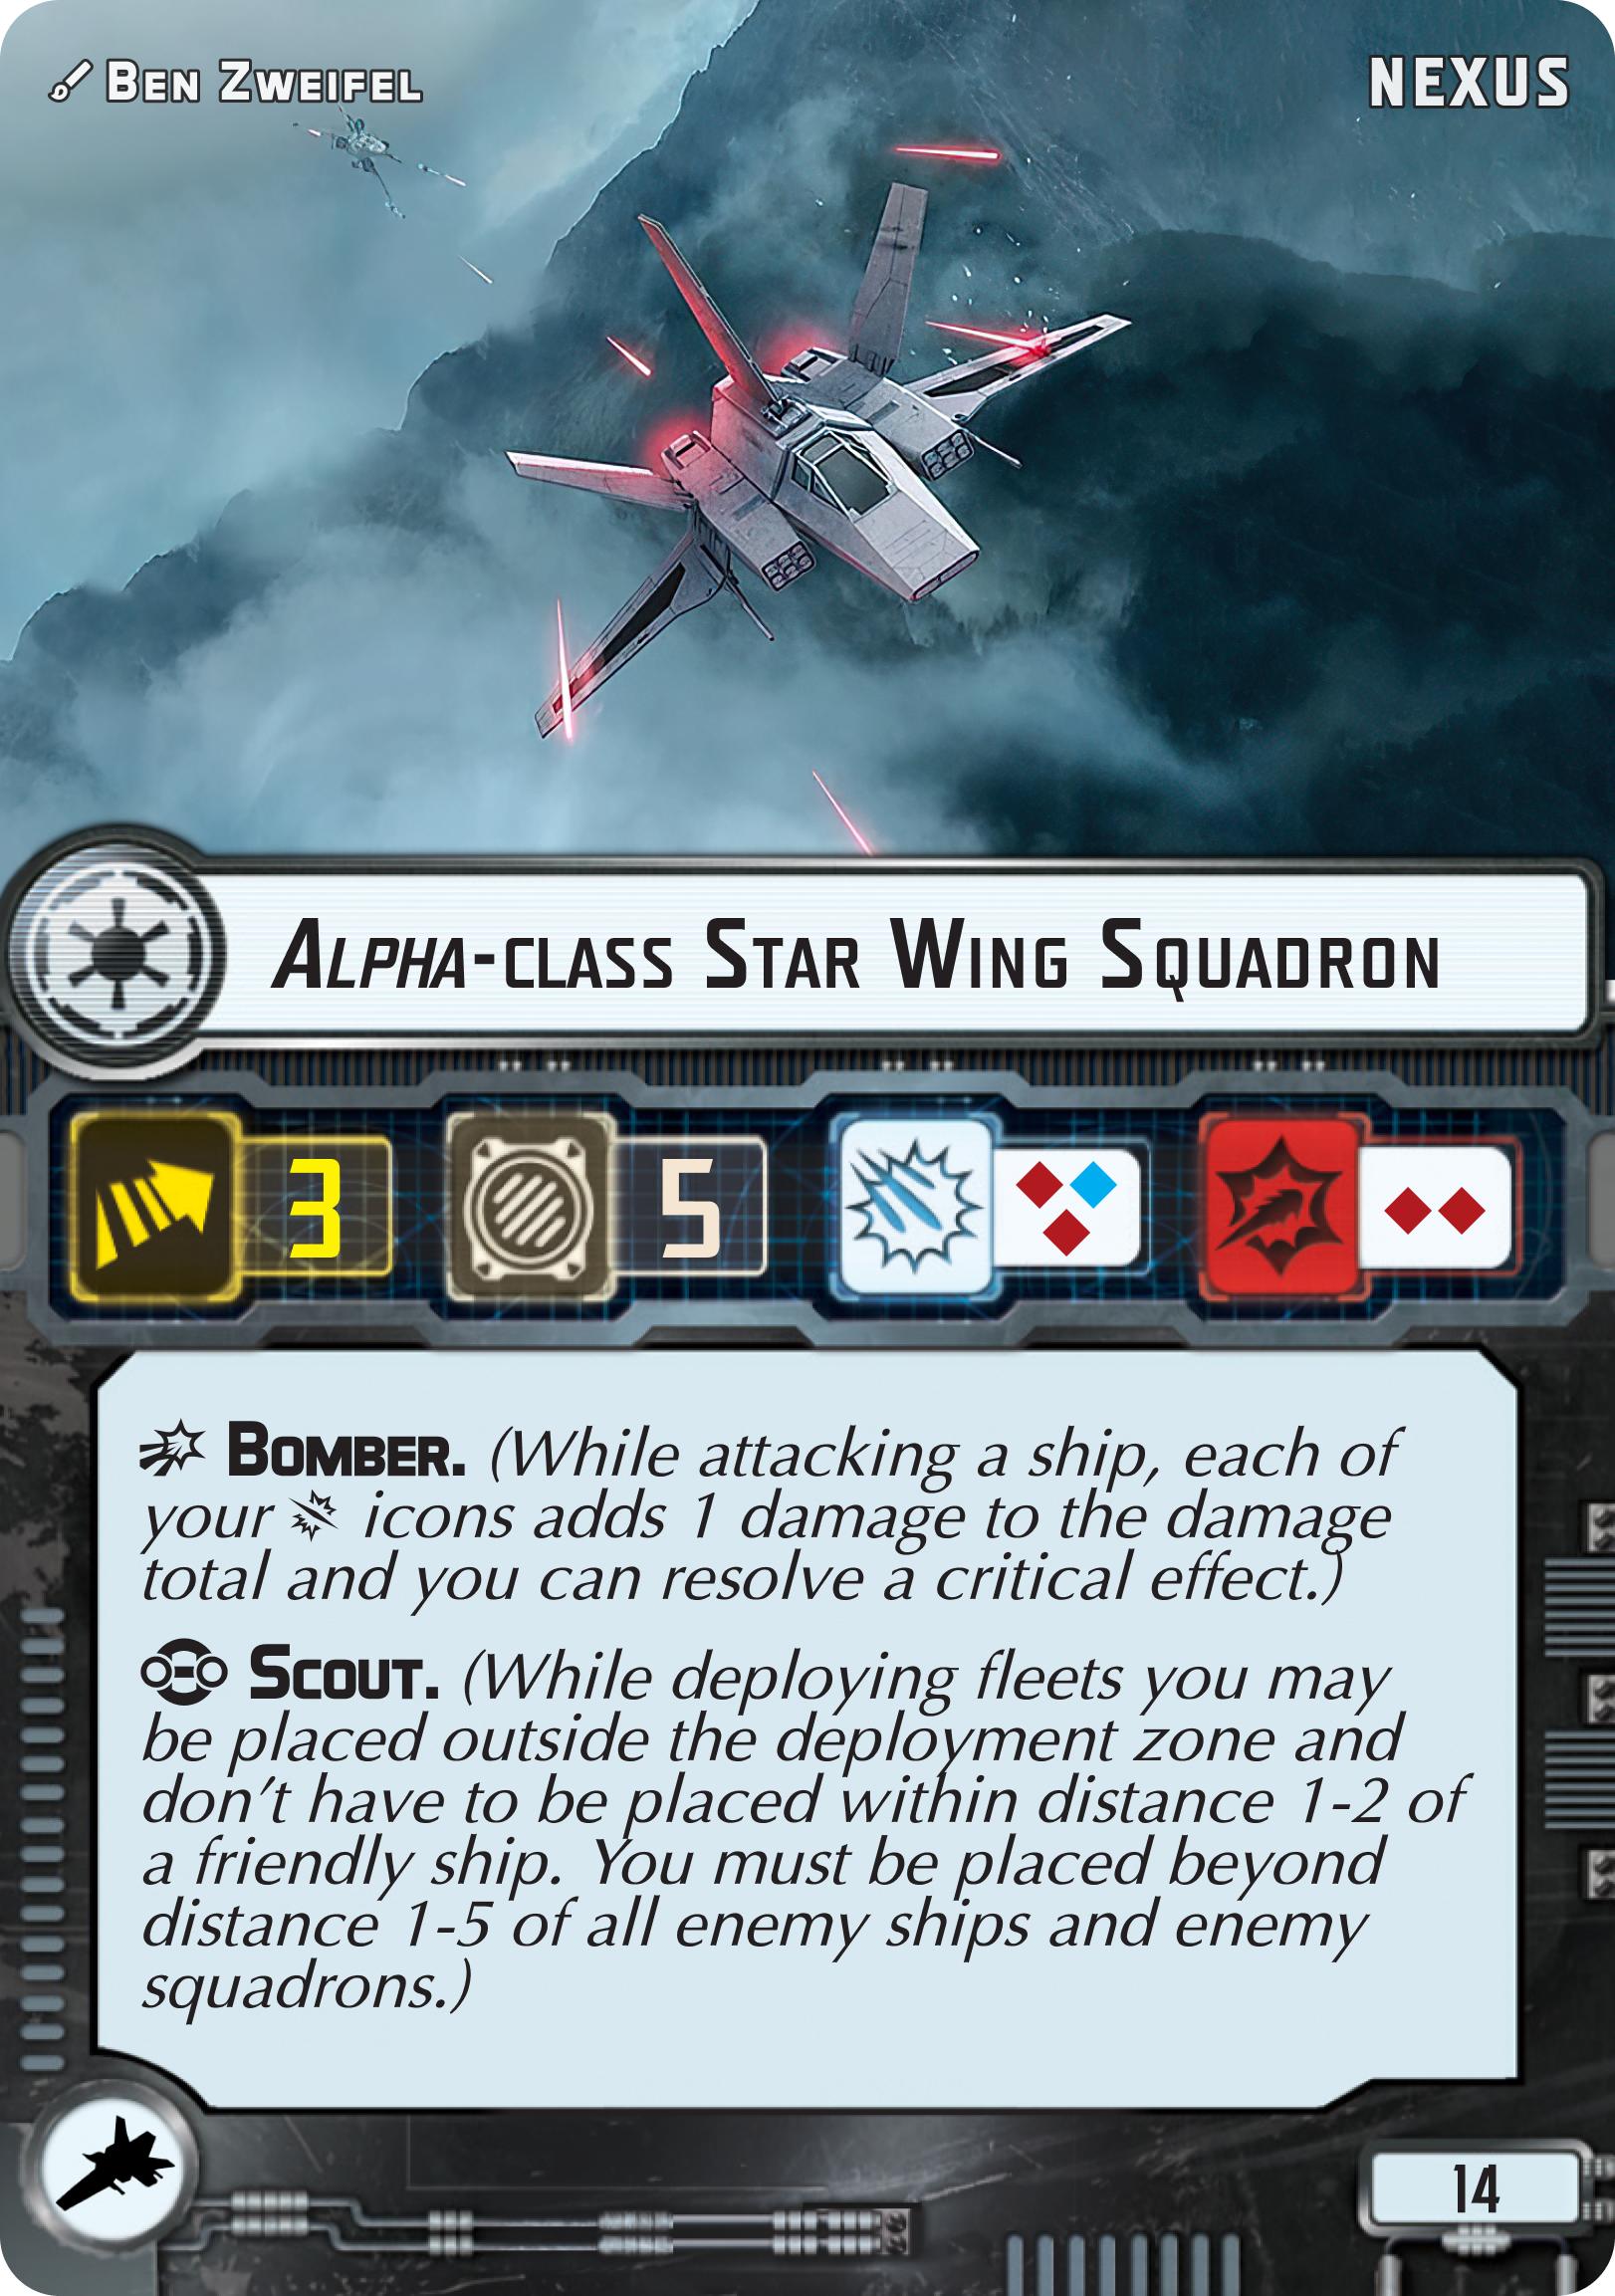 Ben Zweifel
NEXUS
Alpha-class Star Wing Squadron
3
5
Bomber. (While attacking a ship, each of
your icons adds 1 damage to the damage
total and you can resolve a critical effect.)
Scout. (While deploying fleets you may
be placed outside the deployment zone and
don't have to be placed within distance 1-2 of
a friendly ship. You must be placed beyond
distance 1-5 of all enemy ships and enemy
squadrons.)
14